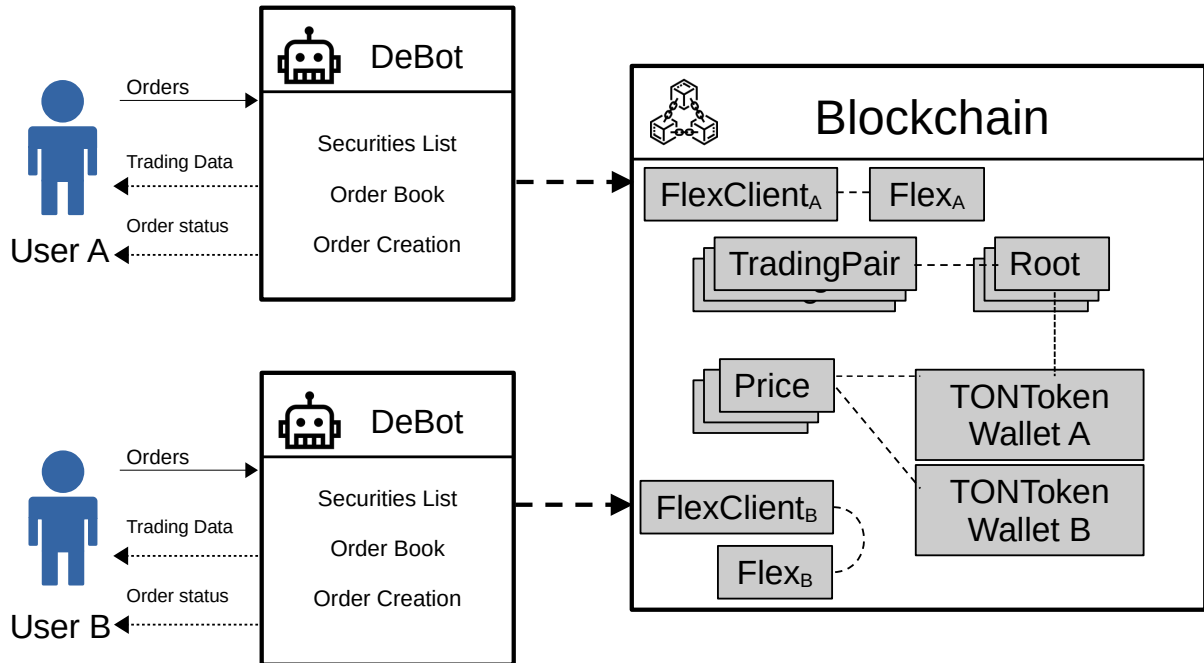 DeBot
Orders
Securities List
Trading Data
Order Book
Order status
Order Creation
User A
DeBot
Orders
Securities List
Trading Data
Order Book
Order status
Order Creation
User B
Blockchain
FlexClientA
FlexA
TradingPair
Root
Price
TONToken
Wallet A
TONToken
Wallet B
FlexClientB
FlexB